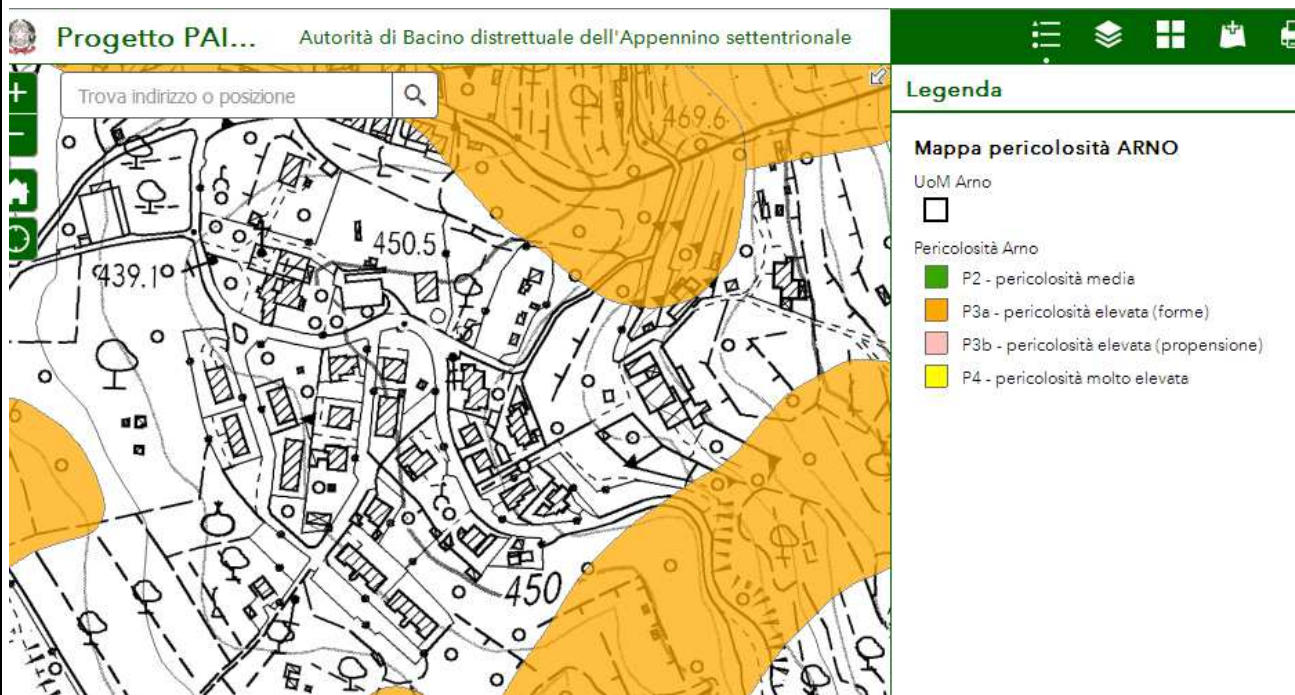 Progetto PAI...
Autorità di Bacino distrettuale dell'Appennino settentrionale
Trova indirizzo o posizione
Legenda
Mappa pericolosità ARNO
UoM Arno
Pericolosità Arno
P2 - pericolosità media
P3a - pericolosità elevata (forme)
P3b - pericolosità elevata (propensione)
P4 - pericolosità molto elevata
469.6
450.5
439.1
450